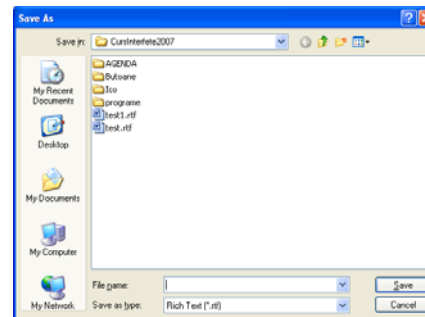 Save As
Save in: CursInterfete2007
AGENDA
Butoane
Ico
programe
test1.rtf
test.rtf
My Recent
Documents
Desktop
My Documents
My Computer
My Network
File name:
Save
Save as type: Rich Text (*.rtf)
Cancel